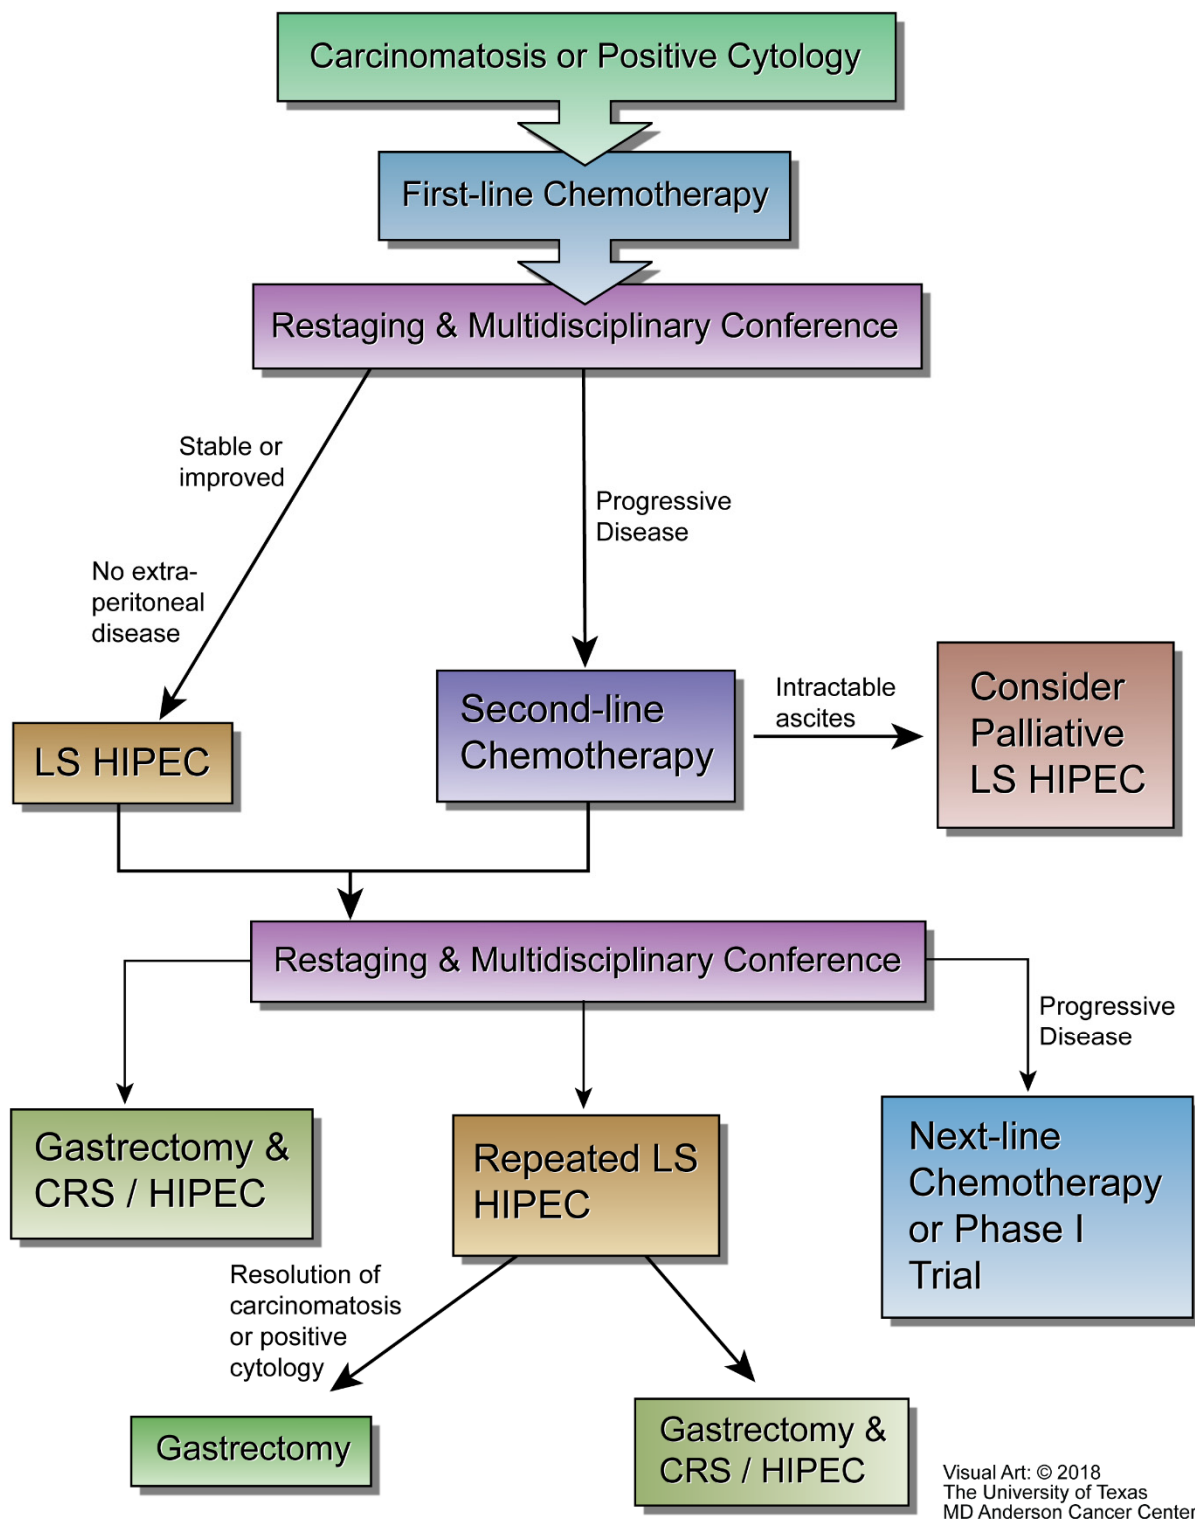 Carcinomatosis or Positive Cytology
First-line Chemotherapy
Restaging & Multidisciplinary Conference
Stable or
improved
No extra-
peritoneal
disease
Progressive
Disease
LS HIPEC
Second-line
Chemotherapy
Intractable
ascites
Consider
Palliative
LS HIPEC
Restaging & Multidisciplinary Conference
Progressive
Disease
Gastrectomy &
CRS / HIPEC
Repeated LS
HIPEC
Next-line
Chemotherapy
or Phase I
Trial
Resolution of
carcinomatosis
or positive
cytology
Gastrectomy
Gastrectomy &
CRS / HIPEC
Visual Art: © 2018
The University of Texas
MD Anderson Cancer Center